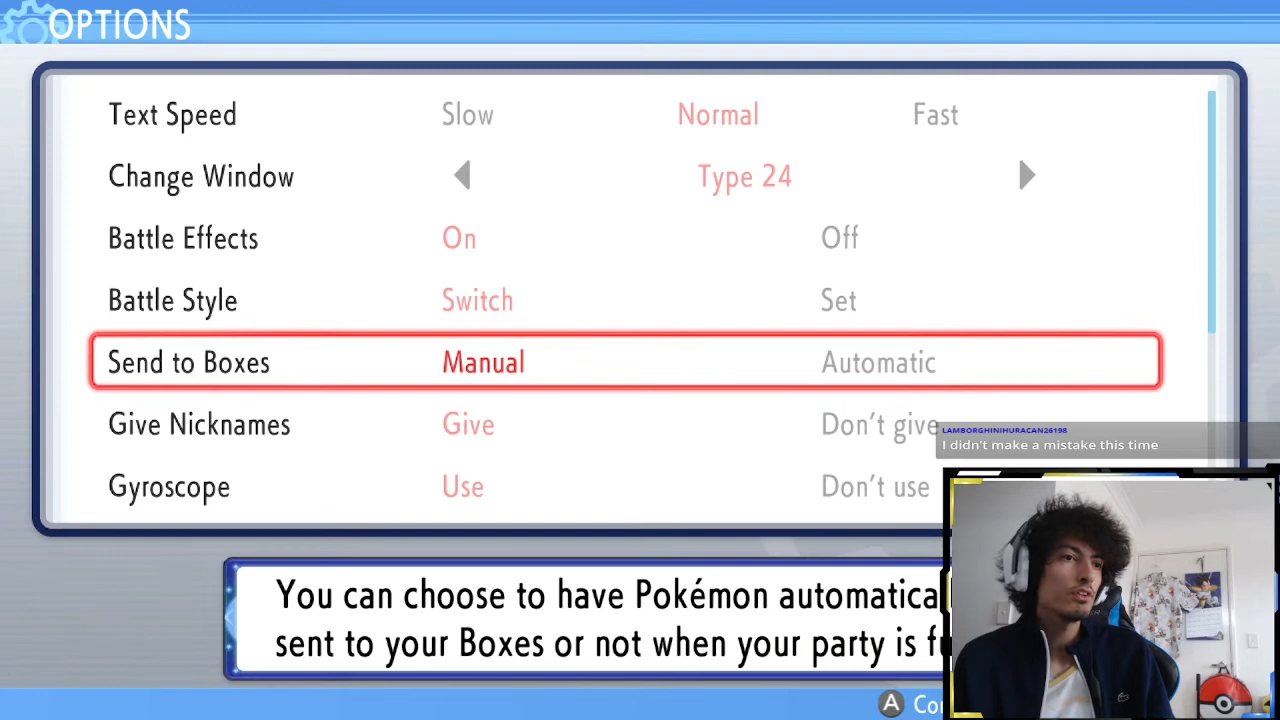 OPTIONS
Text Speed Slow Normal Fast
Change Window Type 24
Battle Effects On Off
Battle Style Switch Set
Send to Boxes Manual Automatic
Give Nicknames Give Don't give
LAMBORGHINIHURACAN26198
I didn't make a mistake this time
Gyroscope Use Don't use
You can choose to have Pokémon automatica
sent to your Boxes or not when your party is fu
A Con